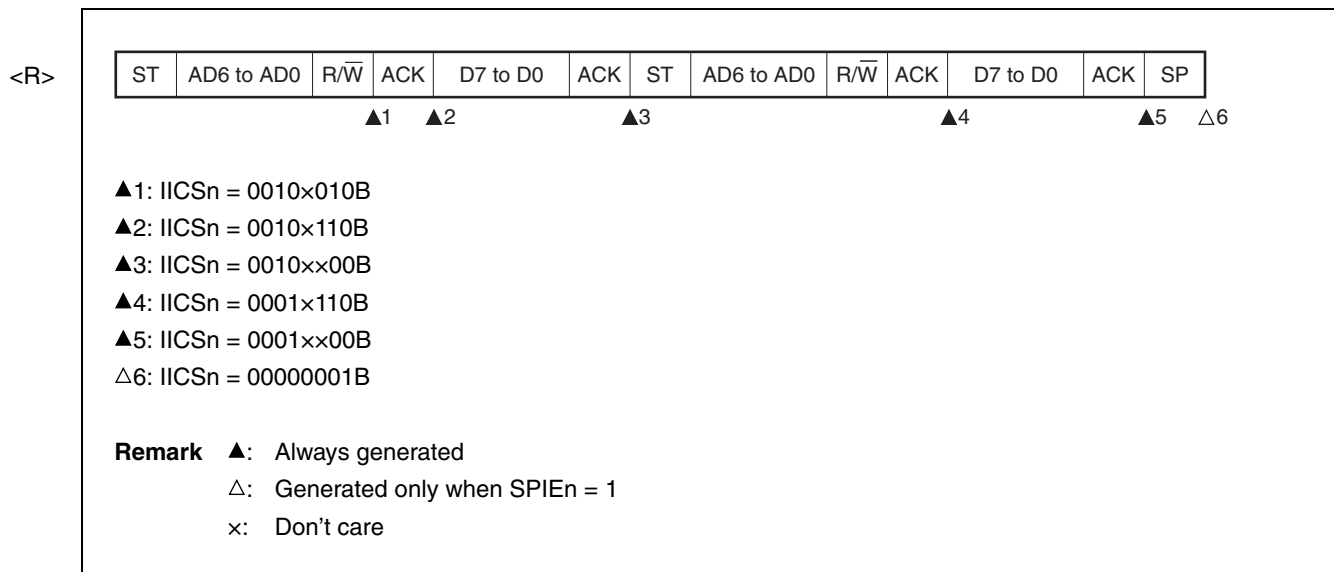 <R>
ST AD6 to AD0 R/W̅ ACK D7 to D0 ACK ST AD6 to AD0 R/W̅ ACK D7 to D0 ACK SP
▲1 ▲2 ▲3 ▲4 ▲5 △6
▲1: IICSn = 0010×010B
▲2: IICSn = 0010×110B
▲3: IICSn = 0010××00B
▲4: IICSn = 0001×110B
▲5: IICSn = 0001××00B
△6: IICSn = 00000001B
Remark ▲: Always generated
△: Generated only when SPIEn = 1
×: Don't care